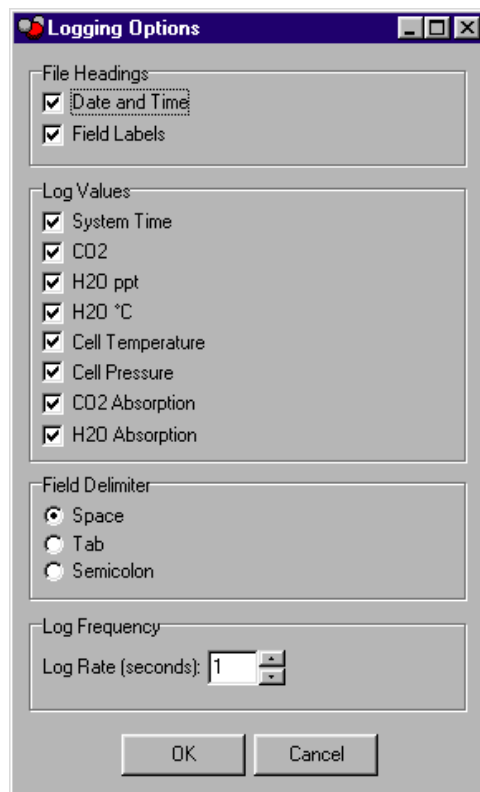 Logging Options
File Headings
Date and Time
Field Labels
Log Values
System Time
CO2
H2O ppt
H2O °C
Cell Temperature
Cell Pressure
CO2 Absorption
H2O Absorption
Field Delimiter
Space
Tab
Semicolon
Log Frequency
Log Rate (seconds): 1
OK Cancel